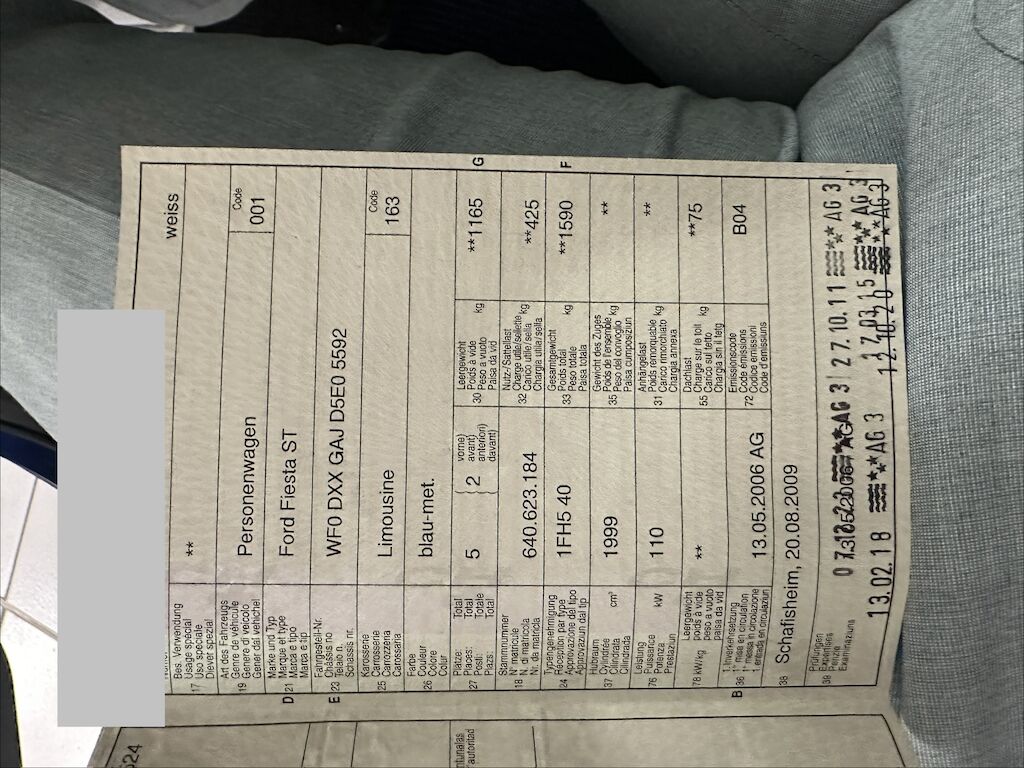 weiss
Bes. Verwendung
Usage spécial
Uso speciale
Diever spezial
17
**
Art des Fahrzeugs
Genre de véhicule
Genere di veicolo
Gener dal vehichel
19
Personenwagen
Code
001
Marke und Typ
Marque et type
Marca e tipo
Marca e tip
D 21
Ford Fiesta ST
Fahrgestell-Nr.
Châssis no
Telaio n.
Schassis nr.
E 23
WF0 DXX GAJ D5E0 5592
Karosserie
Carrosserie
Carrozzeria
Carossaria
25
Limousine
Code
163
Farbe
Couleur
Colore
Colur
26
blau-met.
Plätze: Total
Places: Total
Posti: Totale
Plazs: Total
27
5
2
vorne)
avant)
anteriori)
davant)
Leergewicht
Poids à vide
Peso a vuoto
Paisa da vid
30
kg
**1165
G
Stammnummer
N° matricule
N. di matricola
Nr. da matricla
18
640.623.184
Nutz-/Sattellast
Charge utile/sellette
Carico utile/sella
Chargia utila/sella
32
kg
**425
Typengenehmigung
Réception par type
Approvazione del tipo
Approvaziun dal tip
24
1FH5 40
Gesamtgewicht
Poids total
Peso totale
Paisa totala
33
kg
**1590
F
Hubraum
Cylindrée
Cilindrata
Cilindrada
37
cm³
1999
Gewicht des Zuges
Poids de l'ensemble
Peso del convoglio
Paisa cumposiziun
35
kg
**
Leistung
Puissance
Potenza
Prestaziun
76
kW
110
Anhängelast
Poids remorquable
Carico rimorchiato
Chargia annexa
31
kg
**
Leergewicht
poids à vide
peso a vuoto
paisa da vid
78 kW/kg
**
Dachlast
Charge sur le toit
Carico sul tetto
Chargia sin il tetg
55
kg
**75
1. Inverkehrsetzung
1re mise en circulation
1a messa in circolazione
1. entrada en circulaziun
B 36
13.05.2006 AG
Emissionscode
Code émissions
Codice emissioni
Code d'emissiuns
72
B04
38
Schafisheim, 20.08.2009
Prüfungen
Expertises
Perizie
Examinaziuns
39
AG 3
27.10.11
AG 3
13.02.18
AG 3
17.03.15
AG 3
12.10.20
AG 3
524